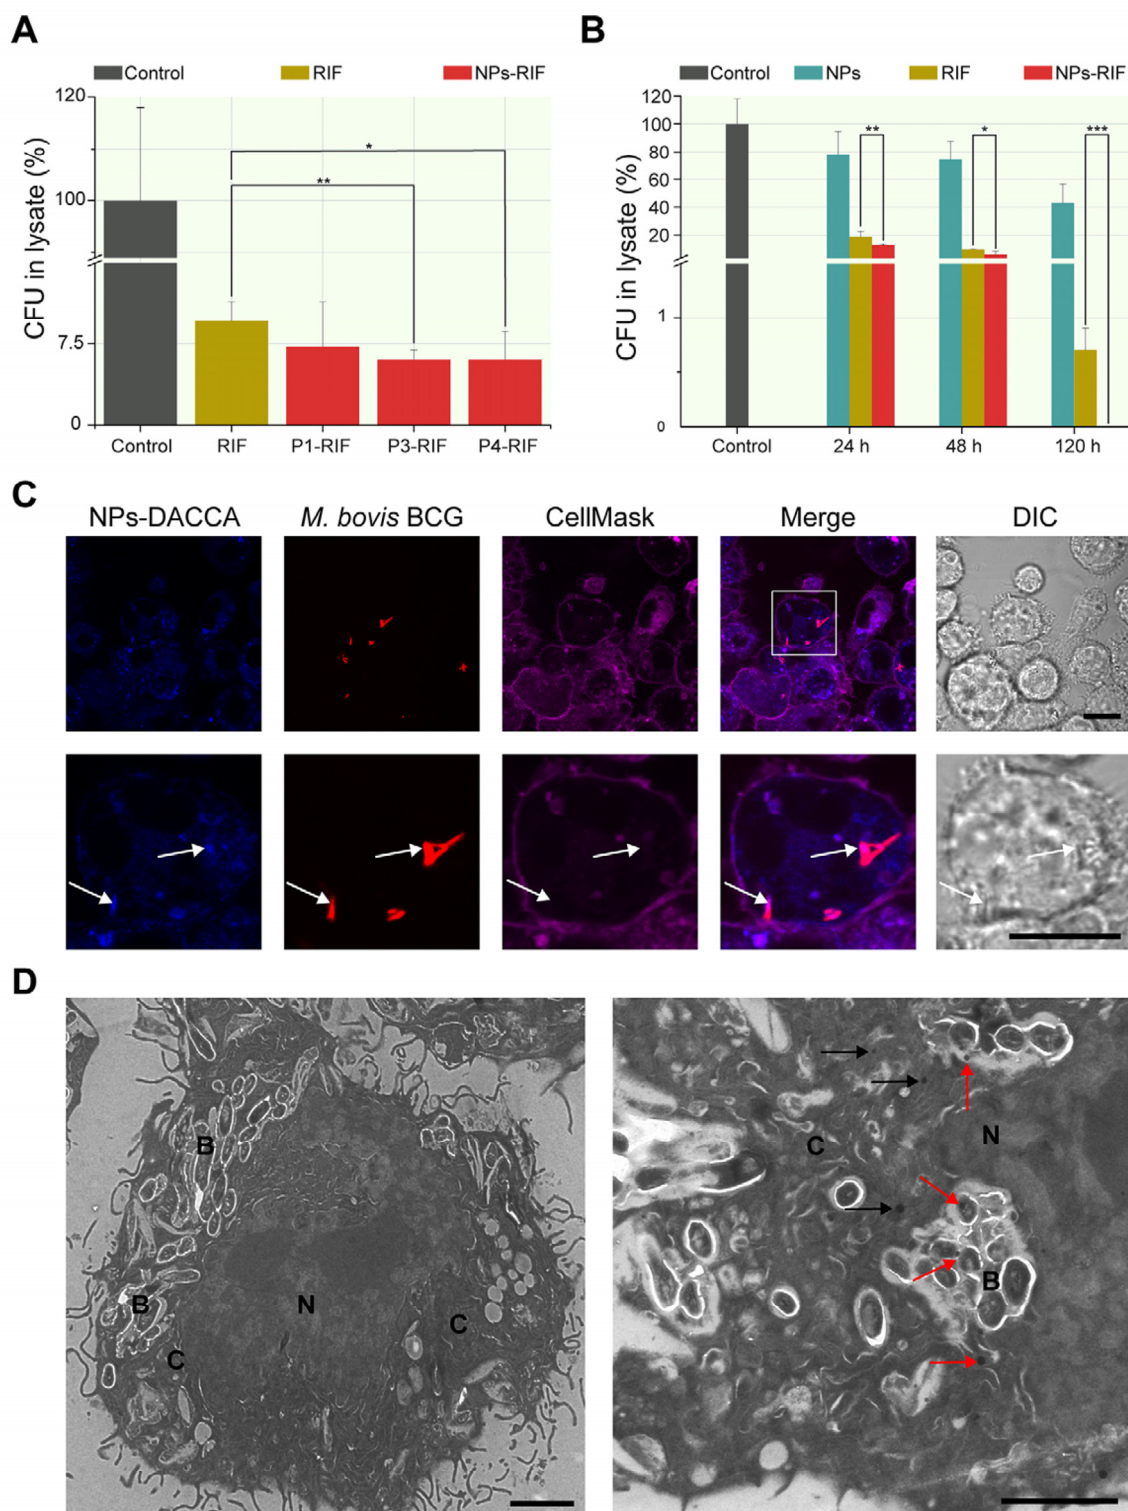 A
Control RIF NPs-RIF
120
100
7.5
0
CFU in lysate (%)
*
**
Control RIF P1-RIF P3-RIF P4-RIF
B
Control NPs RIF NPs-RIF
120
100
80
60
40
20
1
0
CFU in lysate (%)
** * ***
Control 24 h 48 h 120 h
C
NPs-DACCA M. bovis BCG CellMask Merge DIC
D
B
B
N
C
C
C
N
B